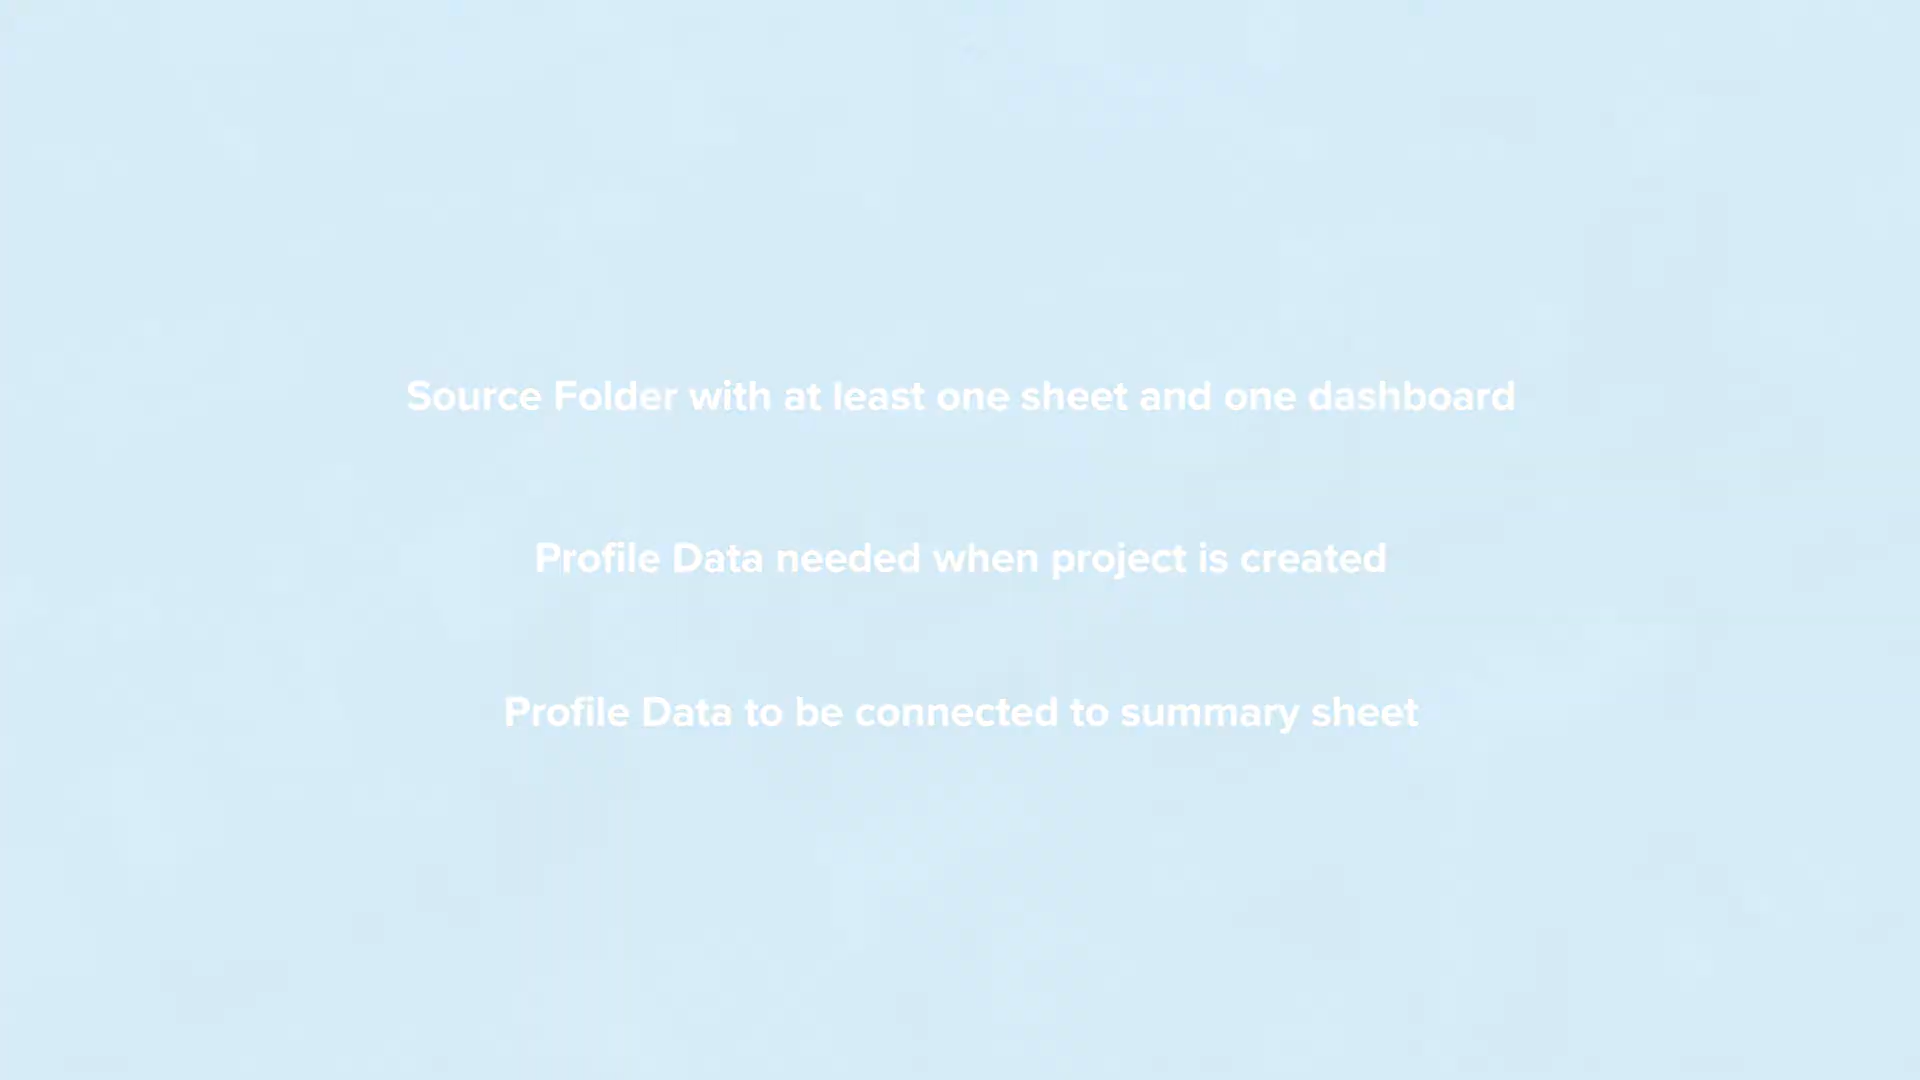 Source Folder with at least one sheet and one dashboard
Profile Data needed when project is created
Profile Data to be connected to summary sheet